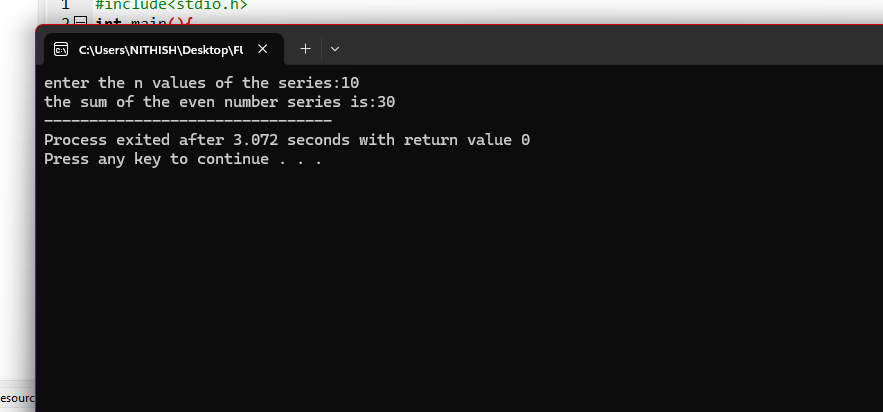 1 #include<stdio.h>
2 int main(){
C:\Users\NITHISH\Desktop\Fl
enter the n values of the series:10
the sum of the even number series is:30
--------------------------------
Process exited after 3.072 seconds with return value 0
Press any key to continue . . .
esourc